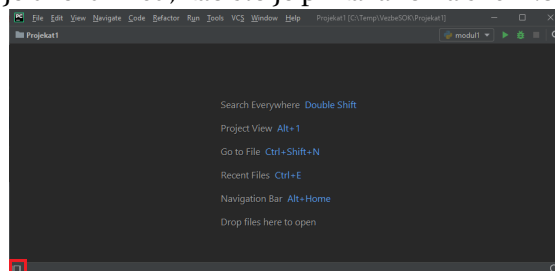 PC File Edit View Navigate Code Refactor Run Tools VCS Window Help Projekat1 [C:\Temp\VezbeSOK\Projekat1]
Projekat1 modul1
Search Everywhere Double Shift
Project View Alt+1
Go to File Ctrl+Shift+N
Recent Files Ctrl+E
Navigation Bar Alt+Home
Drop files here to open